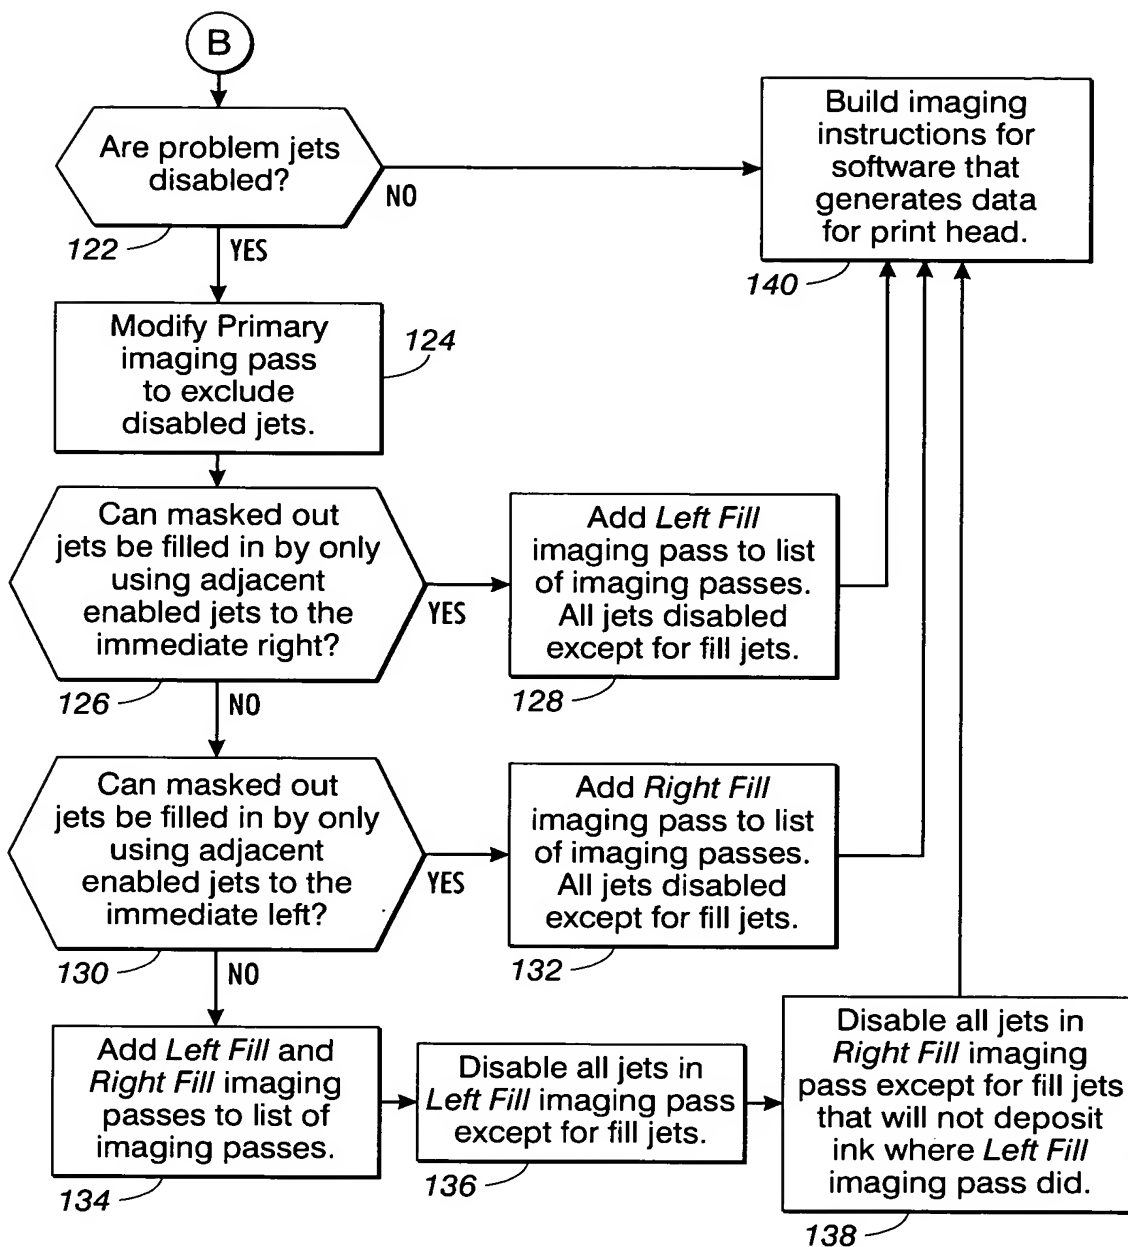 B
Are problem jets
disabled?
NO
122
YES
Build imaging
instructions for
software that
generates data
for print head.
140
Modify Primary
imaging pass
to exclude
disabled jets.
124
Can masked out
jets be filled in by only
using adjacent
enabled jets to the
immediate right?
YES
126
NO
Add Left Fill
imaging pass to list
of imaging passes.
All jets disabled
except for fill jets.
128
Can masked out
jets be filled in by only
using adjacent
enabled jets to the
immediate left?
YES
130
NO
Add Right Fill
imaging pass to list
of imaging passes.
All jets disabled
except for fill jets.
132
Add Left Fill and
Right Fill imaging
passes to list of
imaging passes.
134
Disable all jets in
Left Fill imaging pass
except for fill jets.
136
Disable all jets in
Right Fill imaging
pass except for fill jets
that will not deposit
ink where Left Fill
imaging pass did.
138